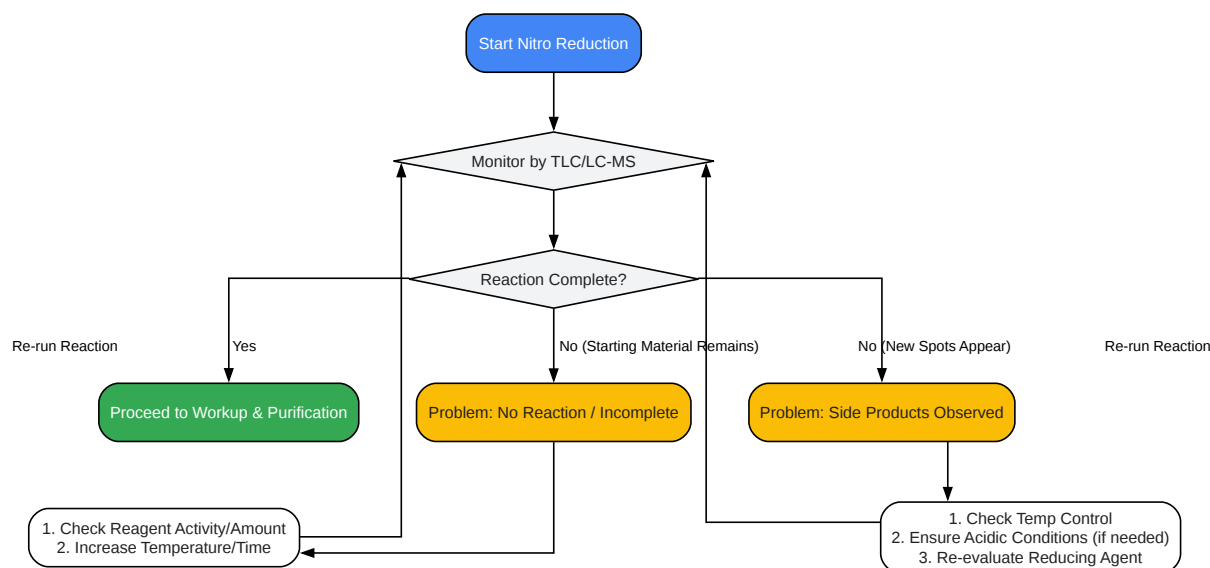 Start Nitro Reduction
Monitor by TLC/LC-MS
Reaction Complete?
Re-run Reaction
Yes
No (Starting Material Remains)
No (New Spots Appear)
Re-run Reaction
Proceed to Workup & Purification
Problem: No Reaction / Incomplete
Problem: Side Products Observed
1. Check Reagent Activity/Amount
2. Increase Temperature/Time
1. Check Temp Control
2. Ensure Acidic Conditions (if needed)
3. Re-evaluate Reducing Agent